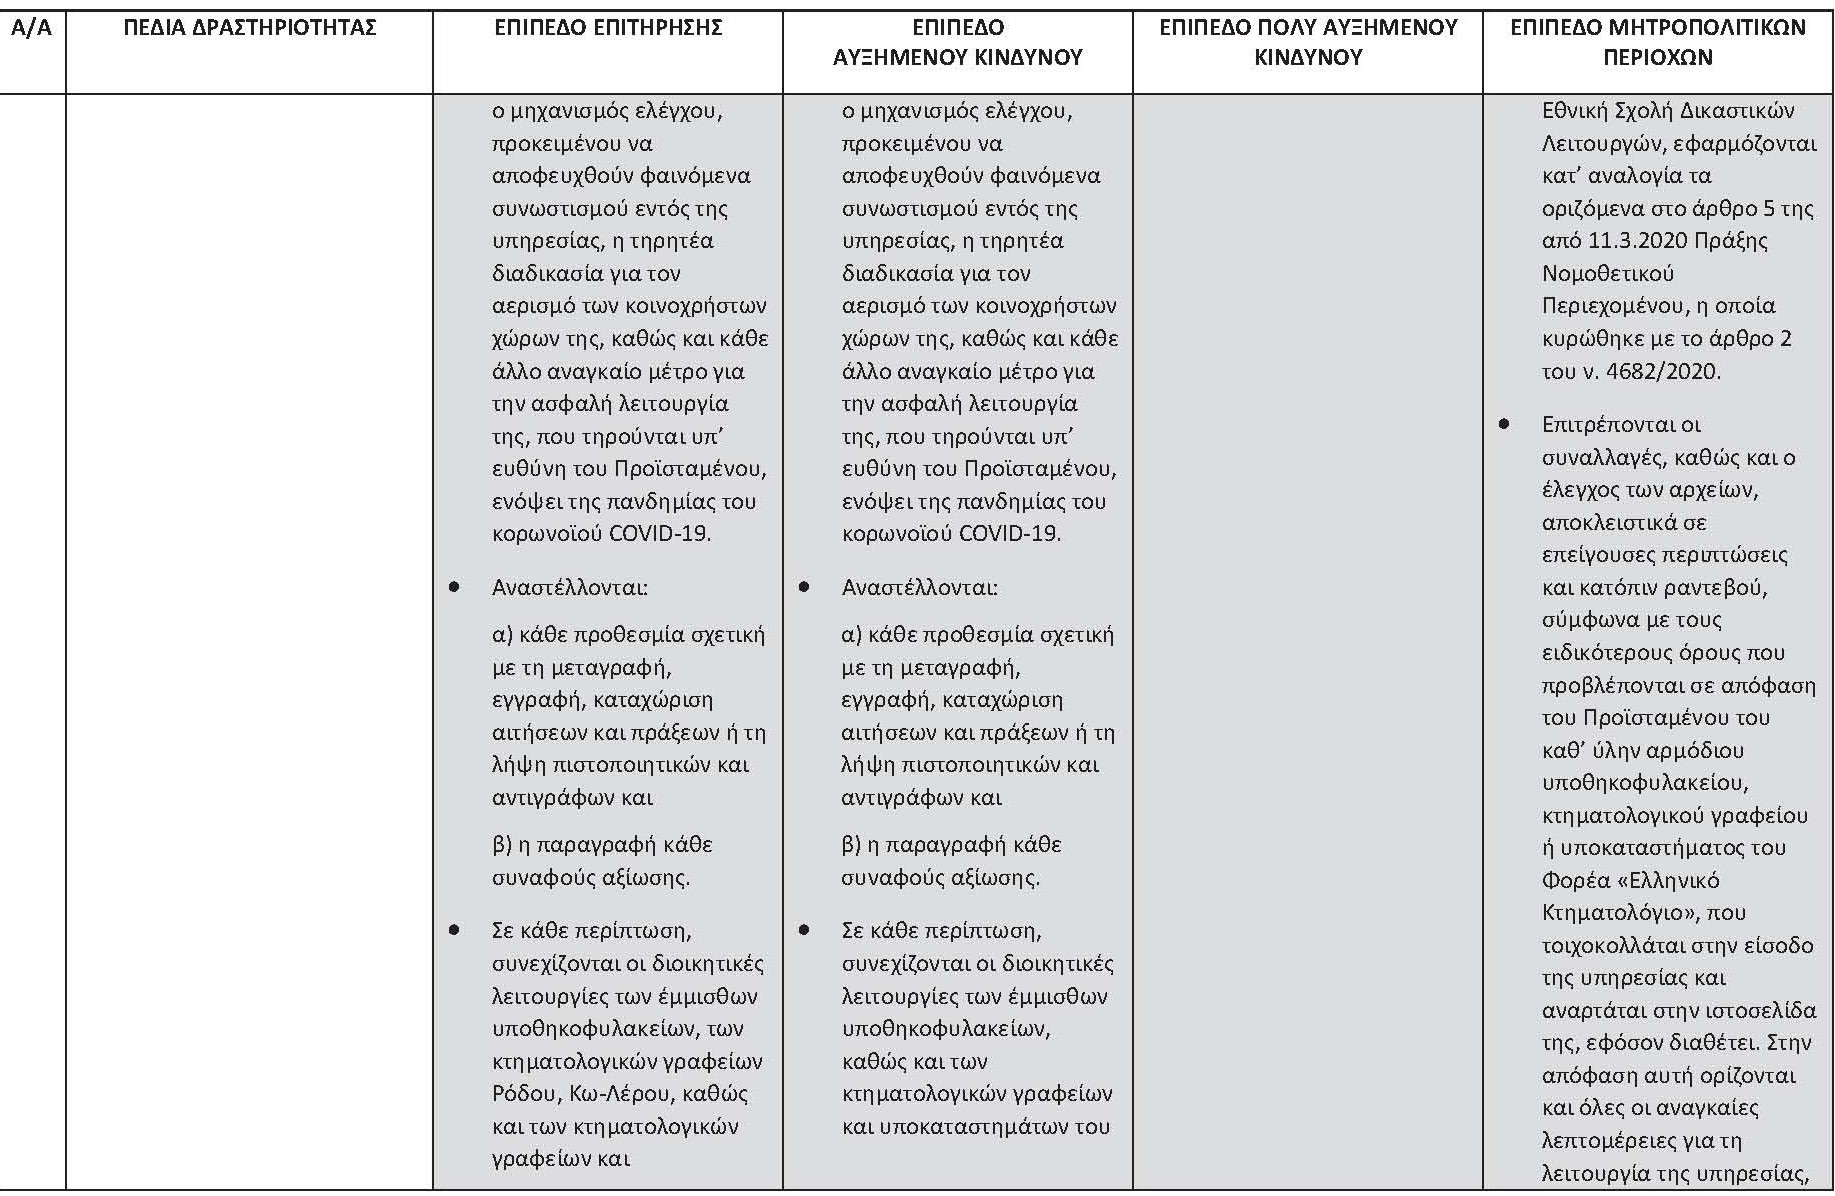 Α/Α
ΠΕΔΙΑ ΔΡΑΣΤΗΡΙΟΤΗΤΑΣ
ΕΠΙΠΕΔΟ ΕΠΙΤΗΡΗΣΗΣ
ΕΠΙΠΕΔΟ
ΑΥΞΗΜΕΝΟΥ ΚΙΝΔΥΝΟΥ
ΕΠΙΠΕΔΟ ΠΟΛΥ ΑΥΞΗΜΕΝΟΥ
ΚΙΝΔΥΝΟΥ
ΕΠΙΠΕΔΟ ΜΗΤΡΟΠΟΛΙΤΙΚΩΝ
ΠΕΡΙΟΧΩΝ
ο μηχανισμός ελέγχου,
προκειμένου να
αποφευχθούν φαινόμενα
συνωστισμού εντός της
υπηρεσίας, η τηρητέα
διαδικασία για τον
αερισμό των κοινοχρήστων
χώρων της, καθώς και κάθε
άλλο αναγκαίο μέτρο για
την ασφαλή λειτουργία
της, που τηρούνται υπ’
ευθύνη του Προϊσταμένου,
ενόψει της πανδημίας του
κορωνοϊού COVID-19.
• Αναστέλλονται:
α) κάθε προθεσμία σχετική
με τη μεταγραφή,
εγγραφή, καταχώριση
αιτήσεων και πράξεων ή τη
λήψη πιστοποιητικών και
αντιγράφων και
β) η παραγραφή κάθε
συναφούς αξίωσης.
• Σε κάθε περίπτωση,
συνεχίζονται οι διοικητικές
λειτουργίες των έμμισθων
υποθηκοφυλακείων, των
κτηματολογικών γραφείων
Ρόδου, Κω-Λέρου, καθώς
και των κτηματολογικών
γραφείων και
ο μηχανισμός ελέγχου,
προκειμένου να
αποφευχθούν φαινόμενα
συνωστισμού εντός της
υπηρεσίας, η τηρητέα
διαδικασία για τον
αερισμό των κοινοχρήστων
χώρων της, καθώς και κάθε
άλλο αναγκαίο μέτρο για
την ασφαλή λειτουργία
της, που τηρούνται υπ’
ευθύνη του Προϊσταμένου,
ενόψει της πανδημίας του
κορωνοϊού COVID-19.
• Αναστέλλονται:
α) κάθε προθεσμία σχετική
με τη μεταγραφή,
εγγραφή, καταχώριση
αιτήσεων και πράξεων ή τη
λήψη πιστοποιητικών και
αντιγράφων και
β) η παραγραφή κάθε
συναφούς αξίωσης.
• Σε κάθε περίπτωση,
συνεχίζονται οι διοικητικές
λειτουργίες των έμμισθων
υποθηκοφυλακείων,
καθώς και των
κτηματολογικών γραφείων
και υποκαταστημάτων του
Εθνική Σχολή Δικαστικών
Λειτουργών, εφαρμόζονται
κατ’ αναλογία τα
οριζόμενα στο άρθρο 5 της
από 11.3.2020 Πράξης
Νομοθετικού
Περιεχομένου, η οποία
κυρώθηκε με το άρθρο 2
του ν. 4682/2020.
• Επιτρέπονται οι
συναλλαγές, καθώς και ο
έλεγχος των αρχείων,
αποκλειστικά σε
επείγουσες περιπτώσεις
και κατόπιν ραντεβού,
σύμφωνα με τους
ειδικότερους όρους που
προβλέπονται σε απόφαση
του Προϊσταμένου του
καθ’ ύλην αρμόδιου
υποθηκοφυλακείου,
κτηματολογικού γραφείου
ή υποκαταστήματος του
Φορέα «Ελληνικό
Κτηματολόγιο», που
τοιχοκολλάται στην είσοδο
της υπηρεσίας και
αναρτάται στην ιστοσελίδα
της, εφόσον διαθέτει. Στην
απόφαση αυτή ορίζονται
και όλες οι αναγκαίες
λεπτομέρειες για τη
λειτουργία της υπηρεσίας,